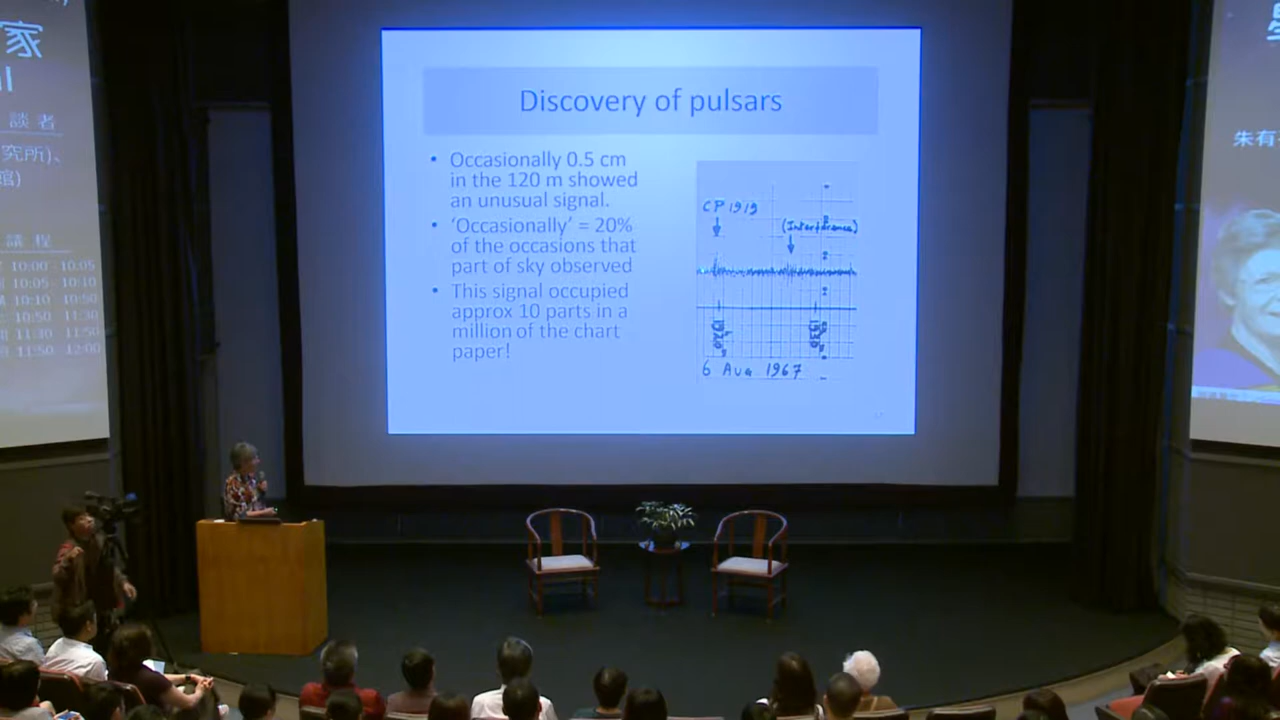 家
談 者
究所)、
館)
議 程
10:00 10:05
10:05 10:10
10:10 10:50
10:50 11:30
11:30 11:50
11:50 12:00
Discovery of pulsars
• Occasionally 0.5 cm
in the 120 m showed
an unusual signal.
• ‘Occasionally’ = 20%
of the occasions that
part of sky observed
• This signal occupied
approx 10 parts in a
million of the chart
paper!
CP 1919
(Interference)
6 Aug 1967
朱有